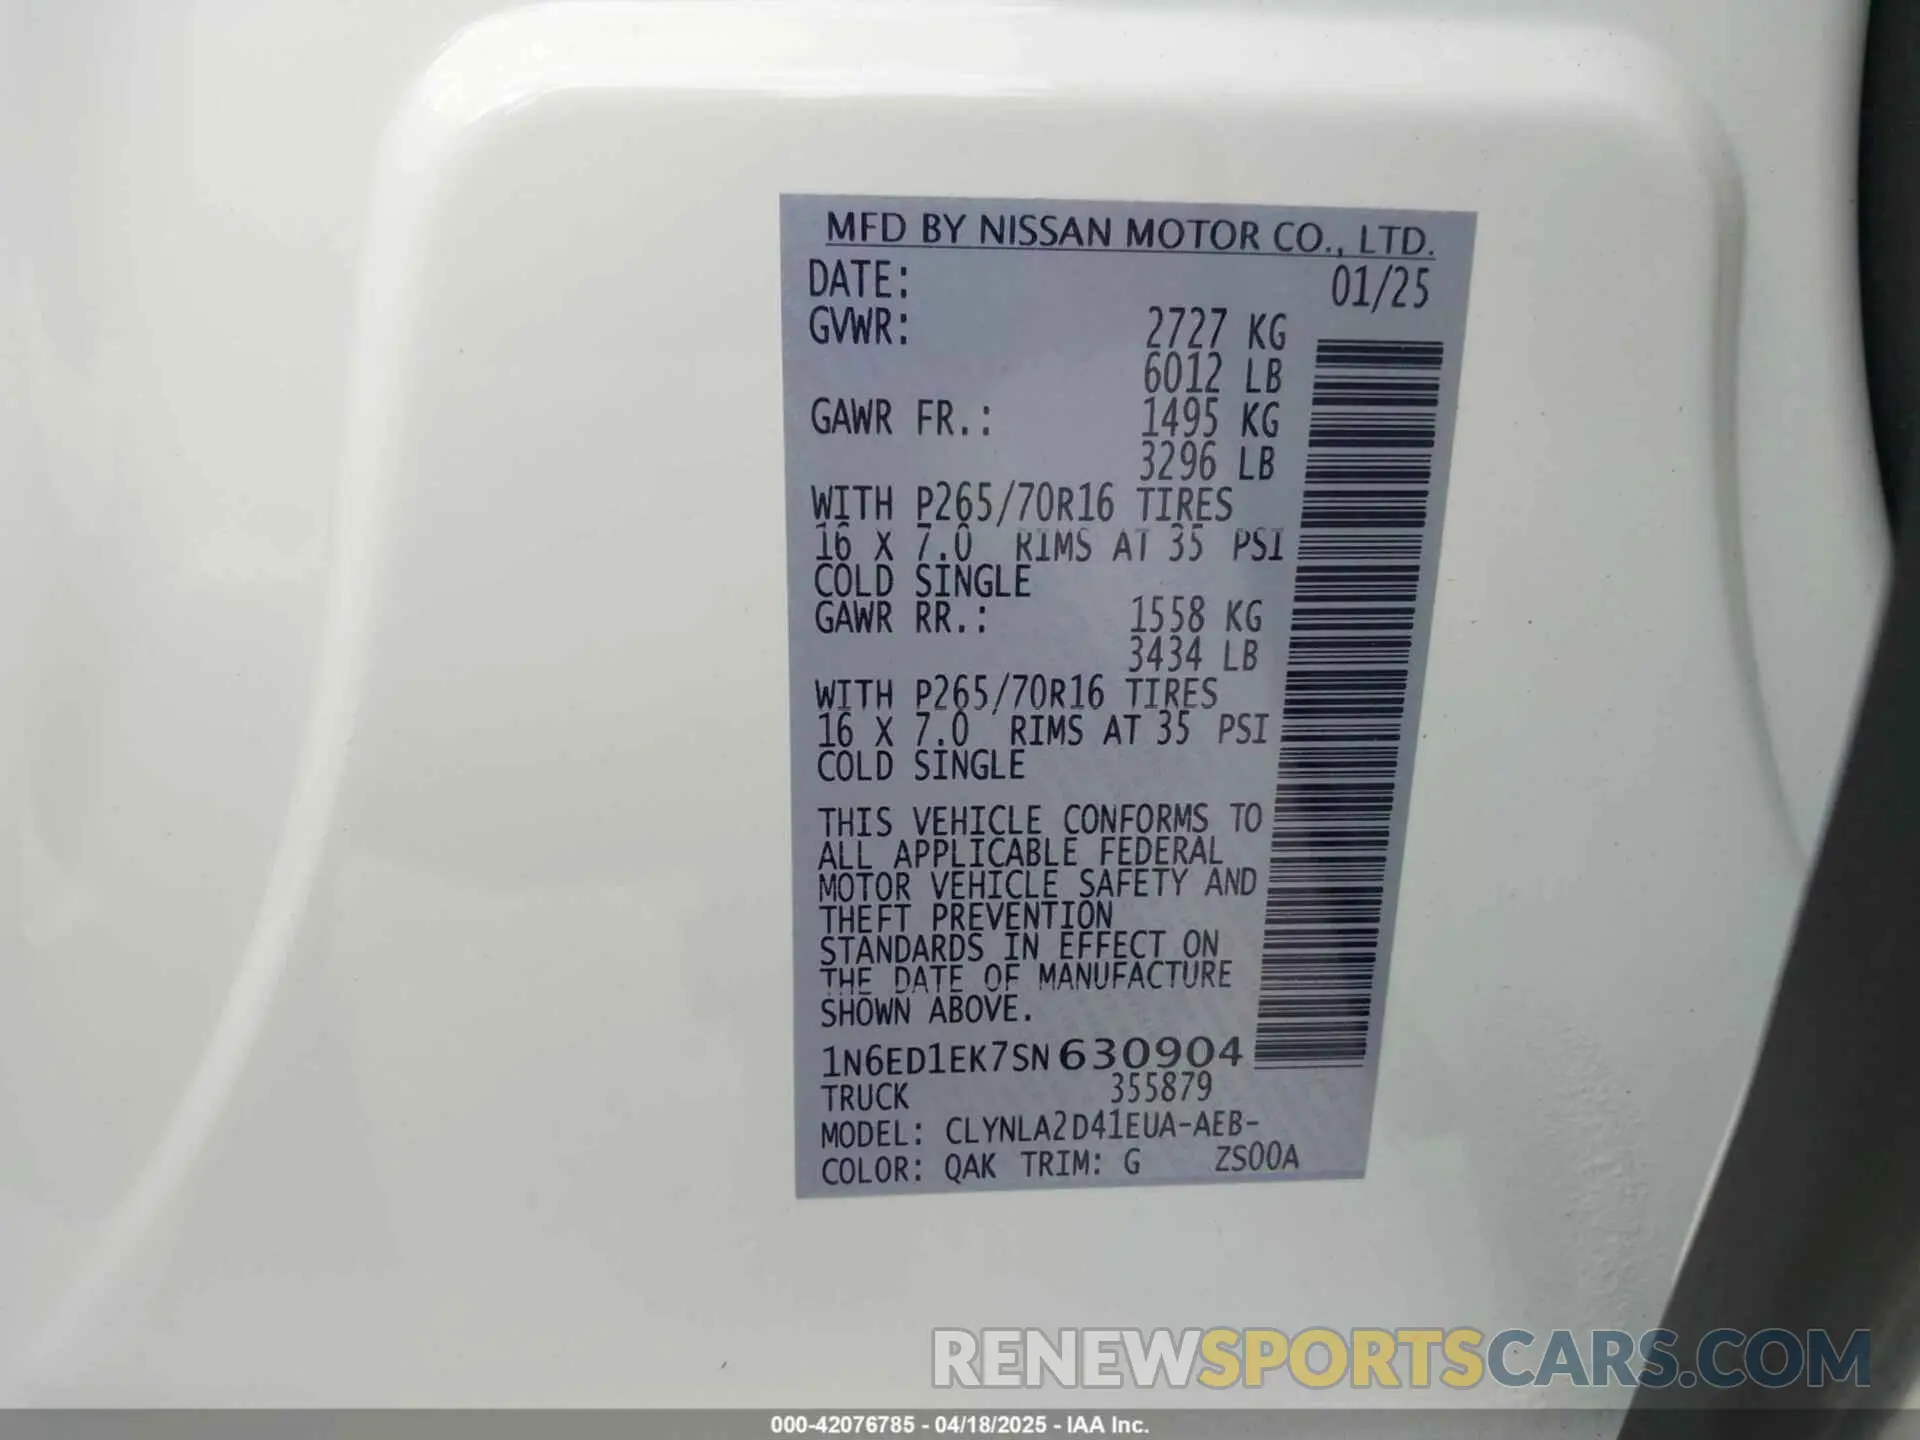 MFD BY NISSAN MOTOR CO., LTD.
DATE: 01/25
GVWR: 2727 KG
6012 LB
GAWR FR.: 1495 KG
3296 LB
WITH P265/70R16 TIRES
16 X 7.0 RIMS AT 35 PSI
COLD SINGLE
GAWR RR.: 1558 KG
3434 LB
WITH P265/70R16 TIRES
16 X 7.0 RIMS AT 35 PSI
COLD SINGLE
THIS VEHICLE CONFORMS TO
ALL APPLICABLE FEDERAL
MOTOR VEHICLE SAFETY AND
THEFT PREVENTION
STANDARDS IN EFFECT ON
THE DATE OF MANUFACTURE
SHOWN ABOVE.
1N6ED1EK7SN630904
TRUCK 355879
MODEL: CLYNLA2D41EUA-AEB-
COLOR: QAK TRIM: G ZS00A
RENEWSPORTSCARS.COM
000-42076785 - 04/18/2025 - IAA Inc.